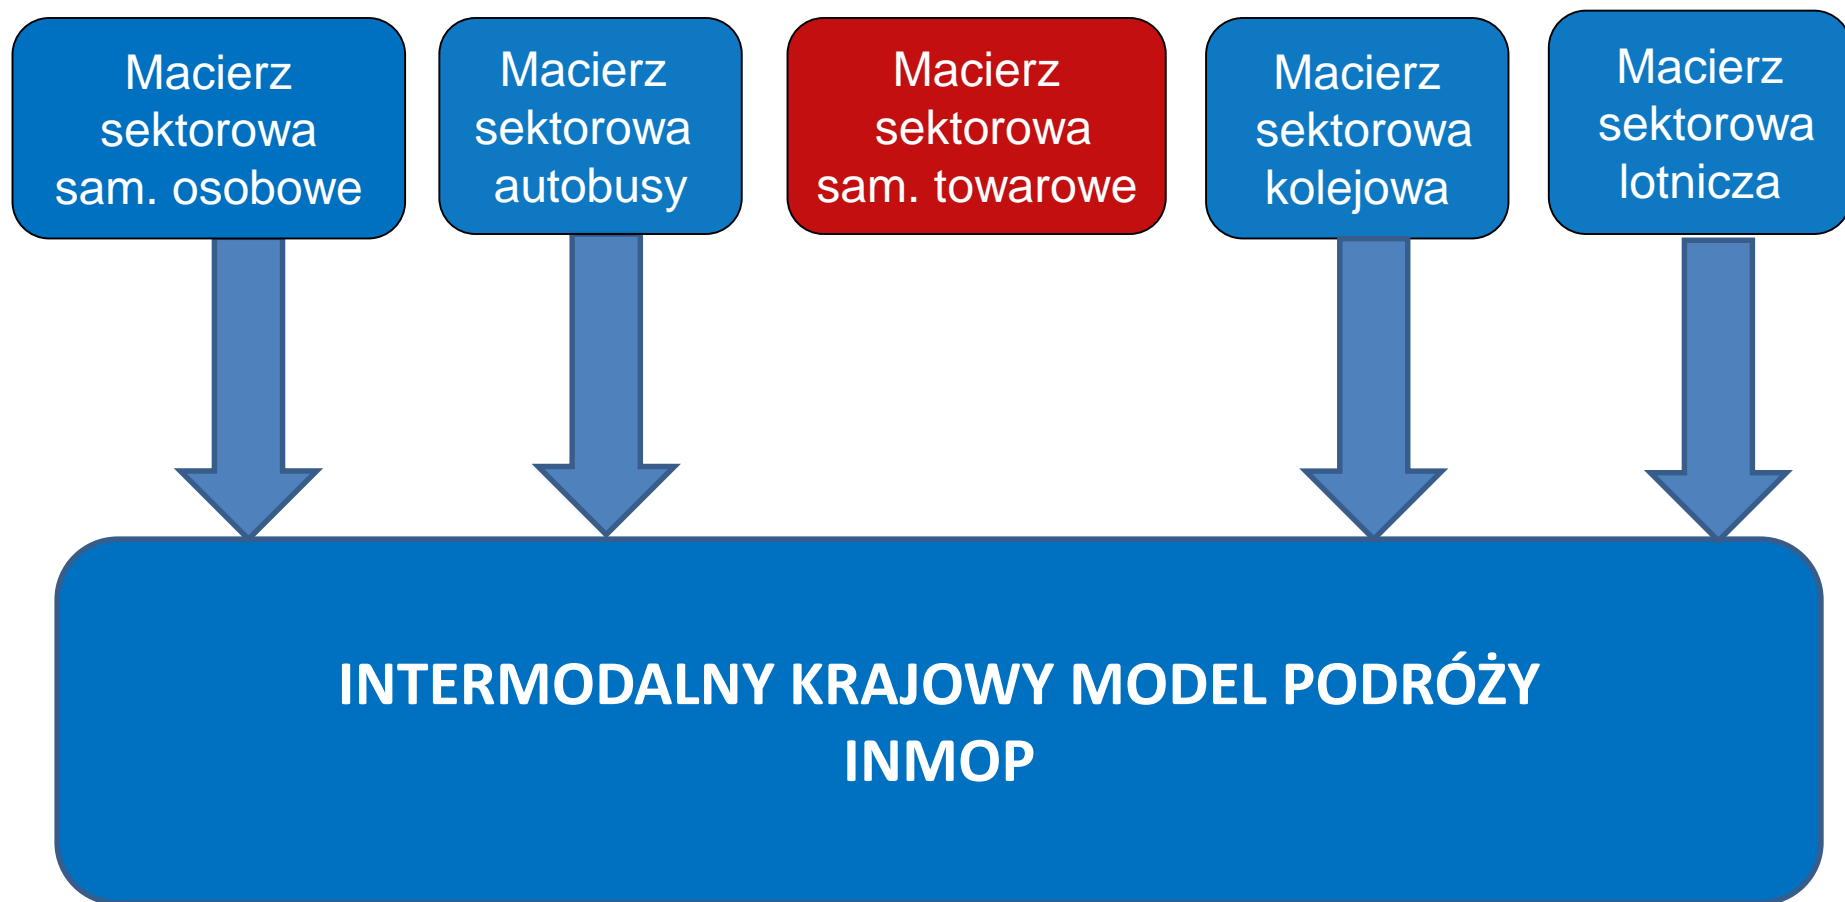 Macierz
sektorowa
sam. osobowe
Macierz
sektorowa
autobusy
Macierz
sektorowa
sam. towarowe
Macierz
sektorowa
kolejowa
Macierz
sektorowa
lotnicza
INTERMODALNY KRAJOWY MODEL PODRÓŻY
INMOP